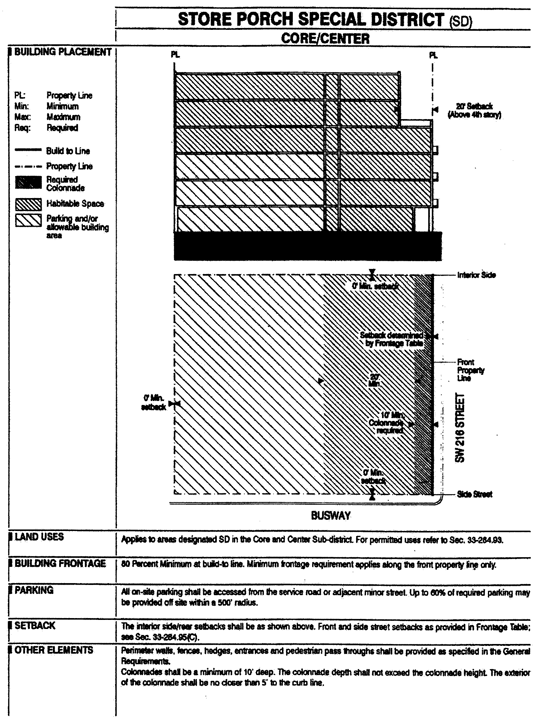 STORE PORCH SPECIAL DISTRICT (SD)
CORE/CENTER
BUILDING PLACEMENT
PL: Property Line
Min: Minimum
Max: Maximum
Req: Required
Build to Line
Property Line
Required
Colonnade
Habitable Space
Parking and/or
allowable building
area
PL
PL
20' Setback
(Above 4th story)
Interior Side
0' Min. setback
Setback determined
by Frontage Table
Front
Property
Line
20'
Min.
0' Min.
setback
10' Min.
Colonnade
required
SW 216 STREET
0' Min.
setback
Side Street
BUSWAY
LAND USES
Applies to areas designated SD in the Core and Center Sub-district. For permitted uses refer to Sec. 33-284.93.
BUILDING FRONTAGE
80 Percent Minimum at build-to line. Minimum frontage requirement applies along the front property line only.
PARKING
All on-site parking shall be accessed from the service road or adjacent minor street. Up to 60% of required parking may
be provided off site within a 500' radius.
SETBACK
The interior side/rear setbacks shall be as shown above. Front and side street setbacks as provided in Frontage Table;
see Sec. 33-284.95(C).
OTHER ELEMENTS
Perimeter walls, fences, hedges, entrances and pedestrian pass throughs shall be provided as specified in the General
Requirements.
Colonnades shall be a minimum of 10' deep. The colonnade depth shall not exceed the colonnade height. The exterior
of the colonnade shall be no closer than 5' to the curb line.